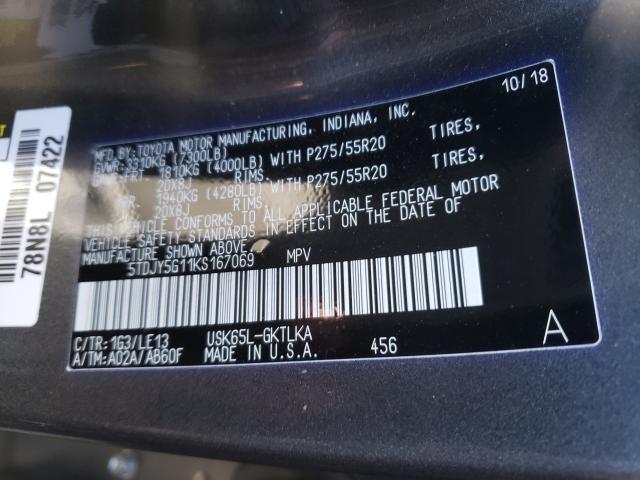 10/18
MFD.BY:TOYOTA MOTOR MANUFACTURING, INDIANA, INC.
GVWR:3310KG (7300LB)
1810KG (4000LB) WITH P275/55R20 TIRES,
20X8J RIMS.
1940KG (4280LB) WITH P275/55R20 TIRES,
20X8J RIMS.
THIS VEHICLE CONFORMS TO ALL APPLICABLE FEDERAL MOTOR
VEHICLE SAFETY STANDARDS IN EFFECT ON THE DATE OF
MANUFACTURE SHOWN ABOVE.
5TDJY5G11KS167069 MPV
C/TR:1G3/LE13 USK65L-GKTLKA
A/TM:A02A/AB60F MADE IN U.S.A. 456 A
78N8L 07422